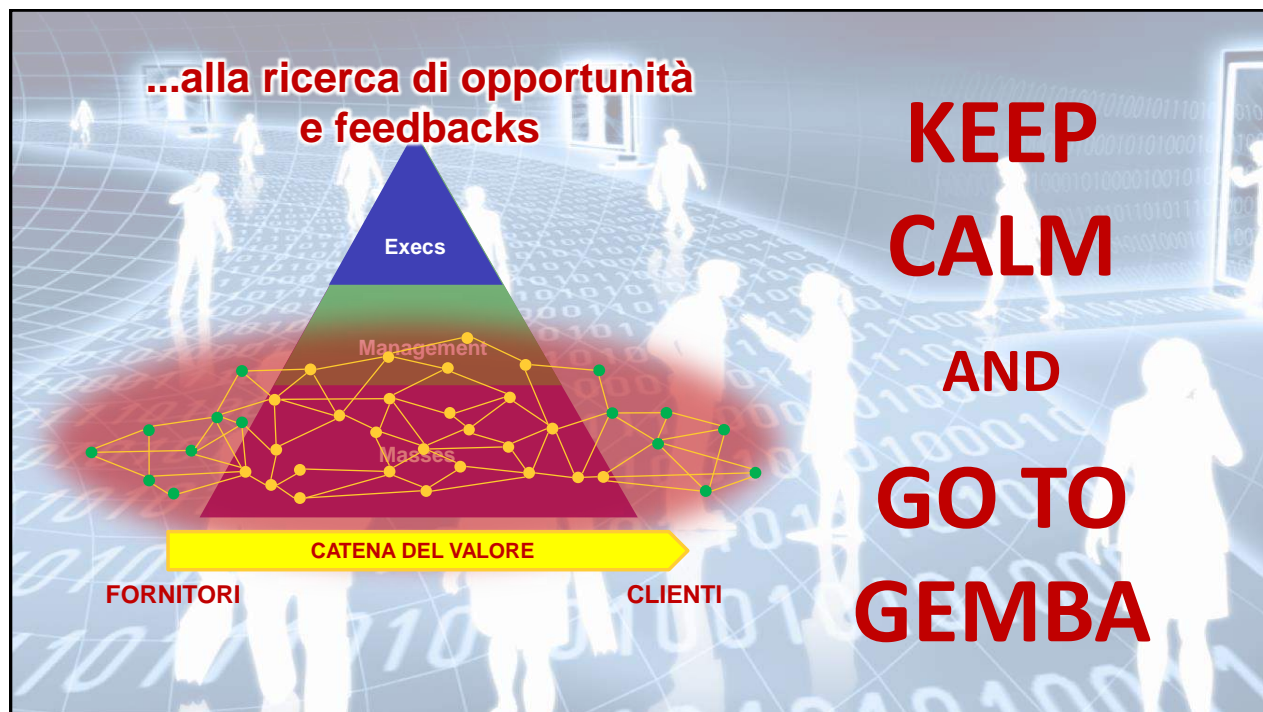 ...alla ricerca di opportunità
e feedbacks
Execs
Management
Masses
CATENA DEL VALORE
FORNITORI
CLIENTI
KEEP
CALM
AND
GO TO
GEMBA